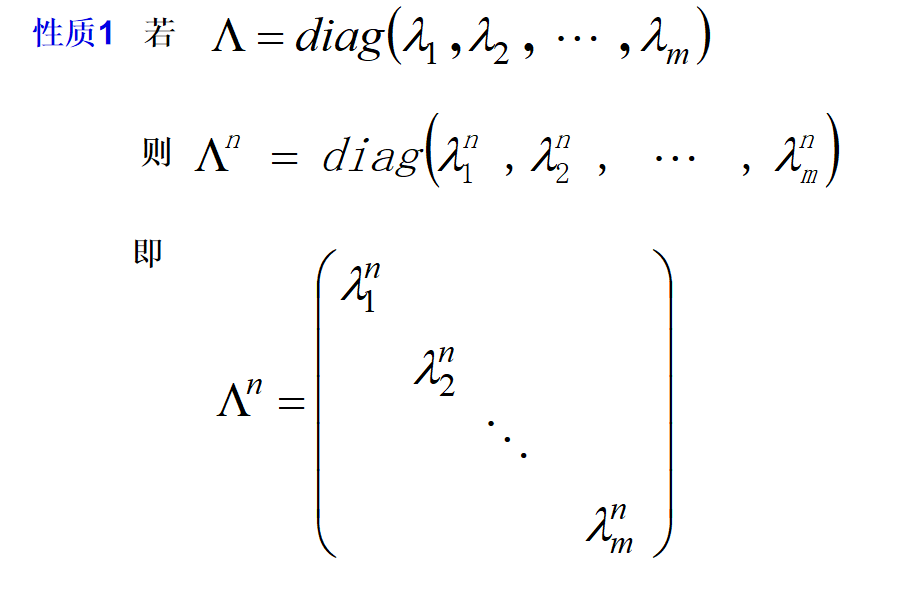 性质1 若 Λ = diag(λ₁ , λ₂ , ⋯ , λₘ)
则 Λⁿ = diag(λ₁ⁿ , λ₂ⁿ , ⋯ , λₘⁿ)
即
λ₁ⁿ
λ₂ⁿ
Λⁿ =
⋱
λₘⁿ